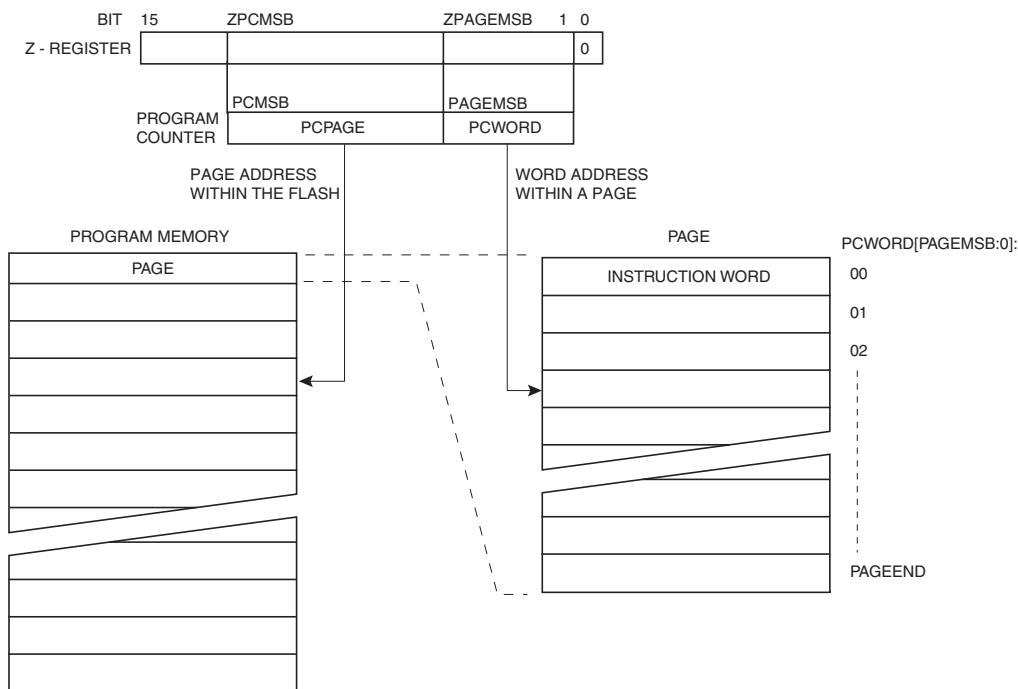 BIT 15 ZPCMSB ZPAGEMSB 1 0
Z - REGISTER 0
PCMSB PAGEMSB
PROGRAM
COUNTER
PCPAGE PCWORD
PAGE ADDRESS
WITHIN THE FLASH
WORD ADDRESS
WITHIN A PAGE
PROGRAM MEMORY
PAGE
PAGE
PCWORD[PAGEMSB:0]:
INSTRUCTION WORD 00
01
02
PAGEEND